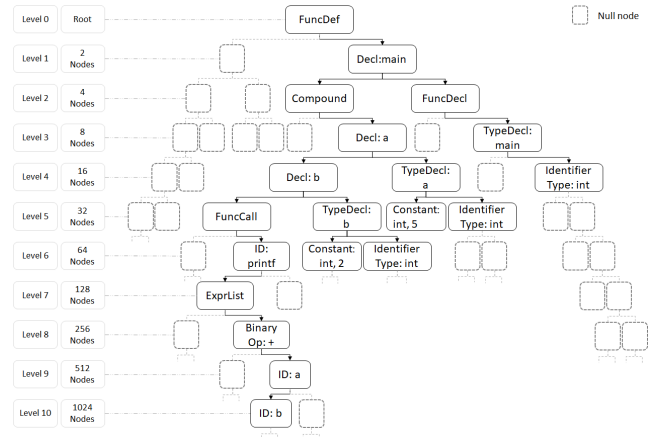 Level 0
Root
FuncDef
Null node
Level 1
2
Nodes
Decl:main
Level 2
4
Nodes
Compound
FuncDecl
Level 3
8
Nodes
Decl: a
TypeDecl:
main
Level 4
16
Nodes
Decl: b
TypeDecl:
a
Identifier
Type: int
Level 5
32
Nodes
FuncCall
TypeDecl:
b
Constant:
int, 5
Identifier
Type: int
Level 6
64
Nodes
ID:
printf
Constant:
int, 2
Identifier
Type: int
Level 7
128
Nodes
ExprList
Level 8
256
Nodes
Binary
Op: +
Level 9
512
Nodes
ID: a
Level 10
1024
Nodes
ID: b